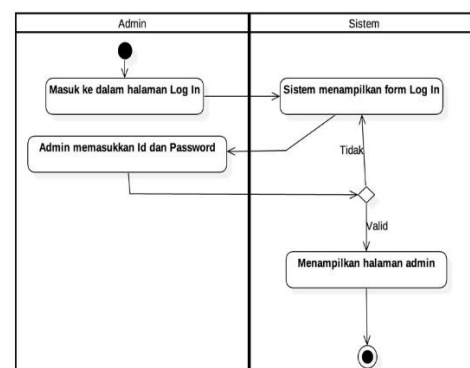 Admin
Sistem
Masuk ke dalam halaman Log In
Sistem menampilkan form Log In
Admin memasukkan Id dan Password
Tidak
Valid
Menampilkan halaman admin